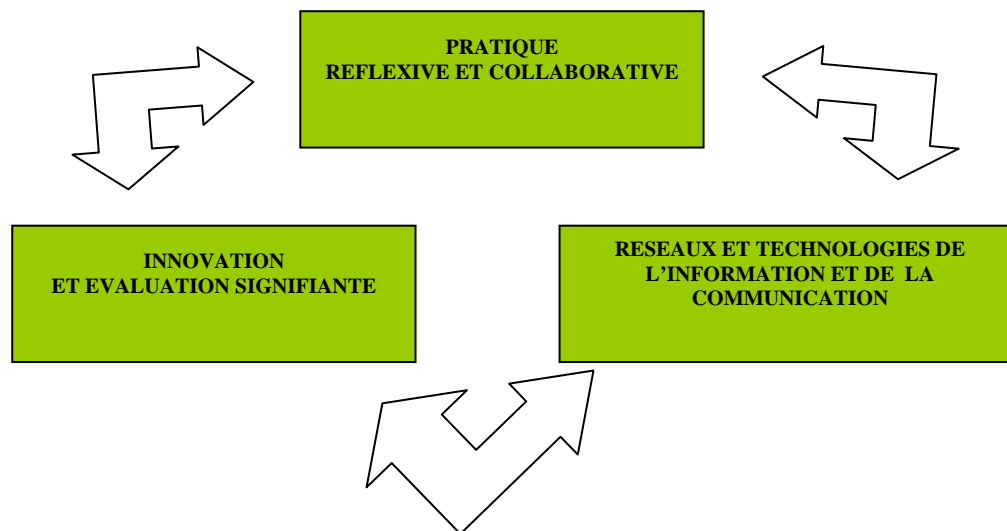 PRATIQUE
REFLEXIVE ET COLLABORATIVE
INNOVATION
ET EVALUATION SIGNIFIANTE
RESEAUX ET TECHNOLOGIES DE
L’INFORMATION ET DE LA
COMMUNICATION